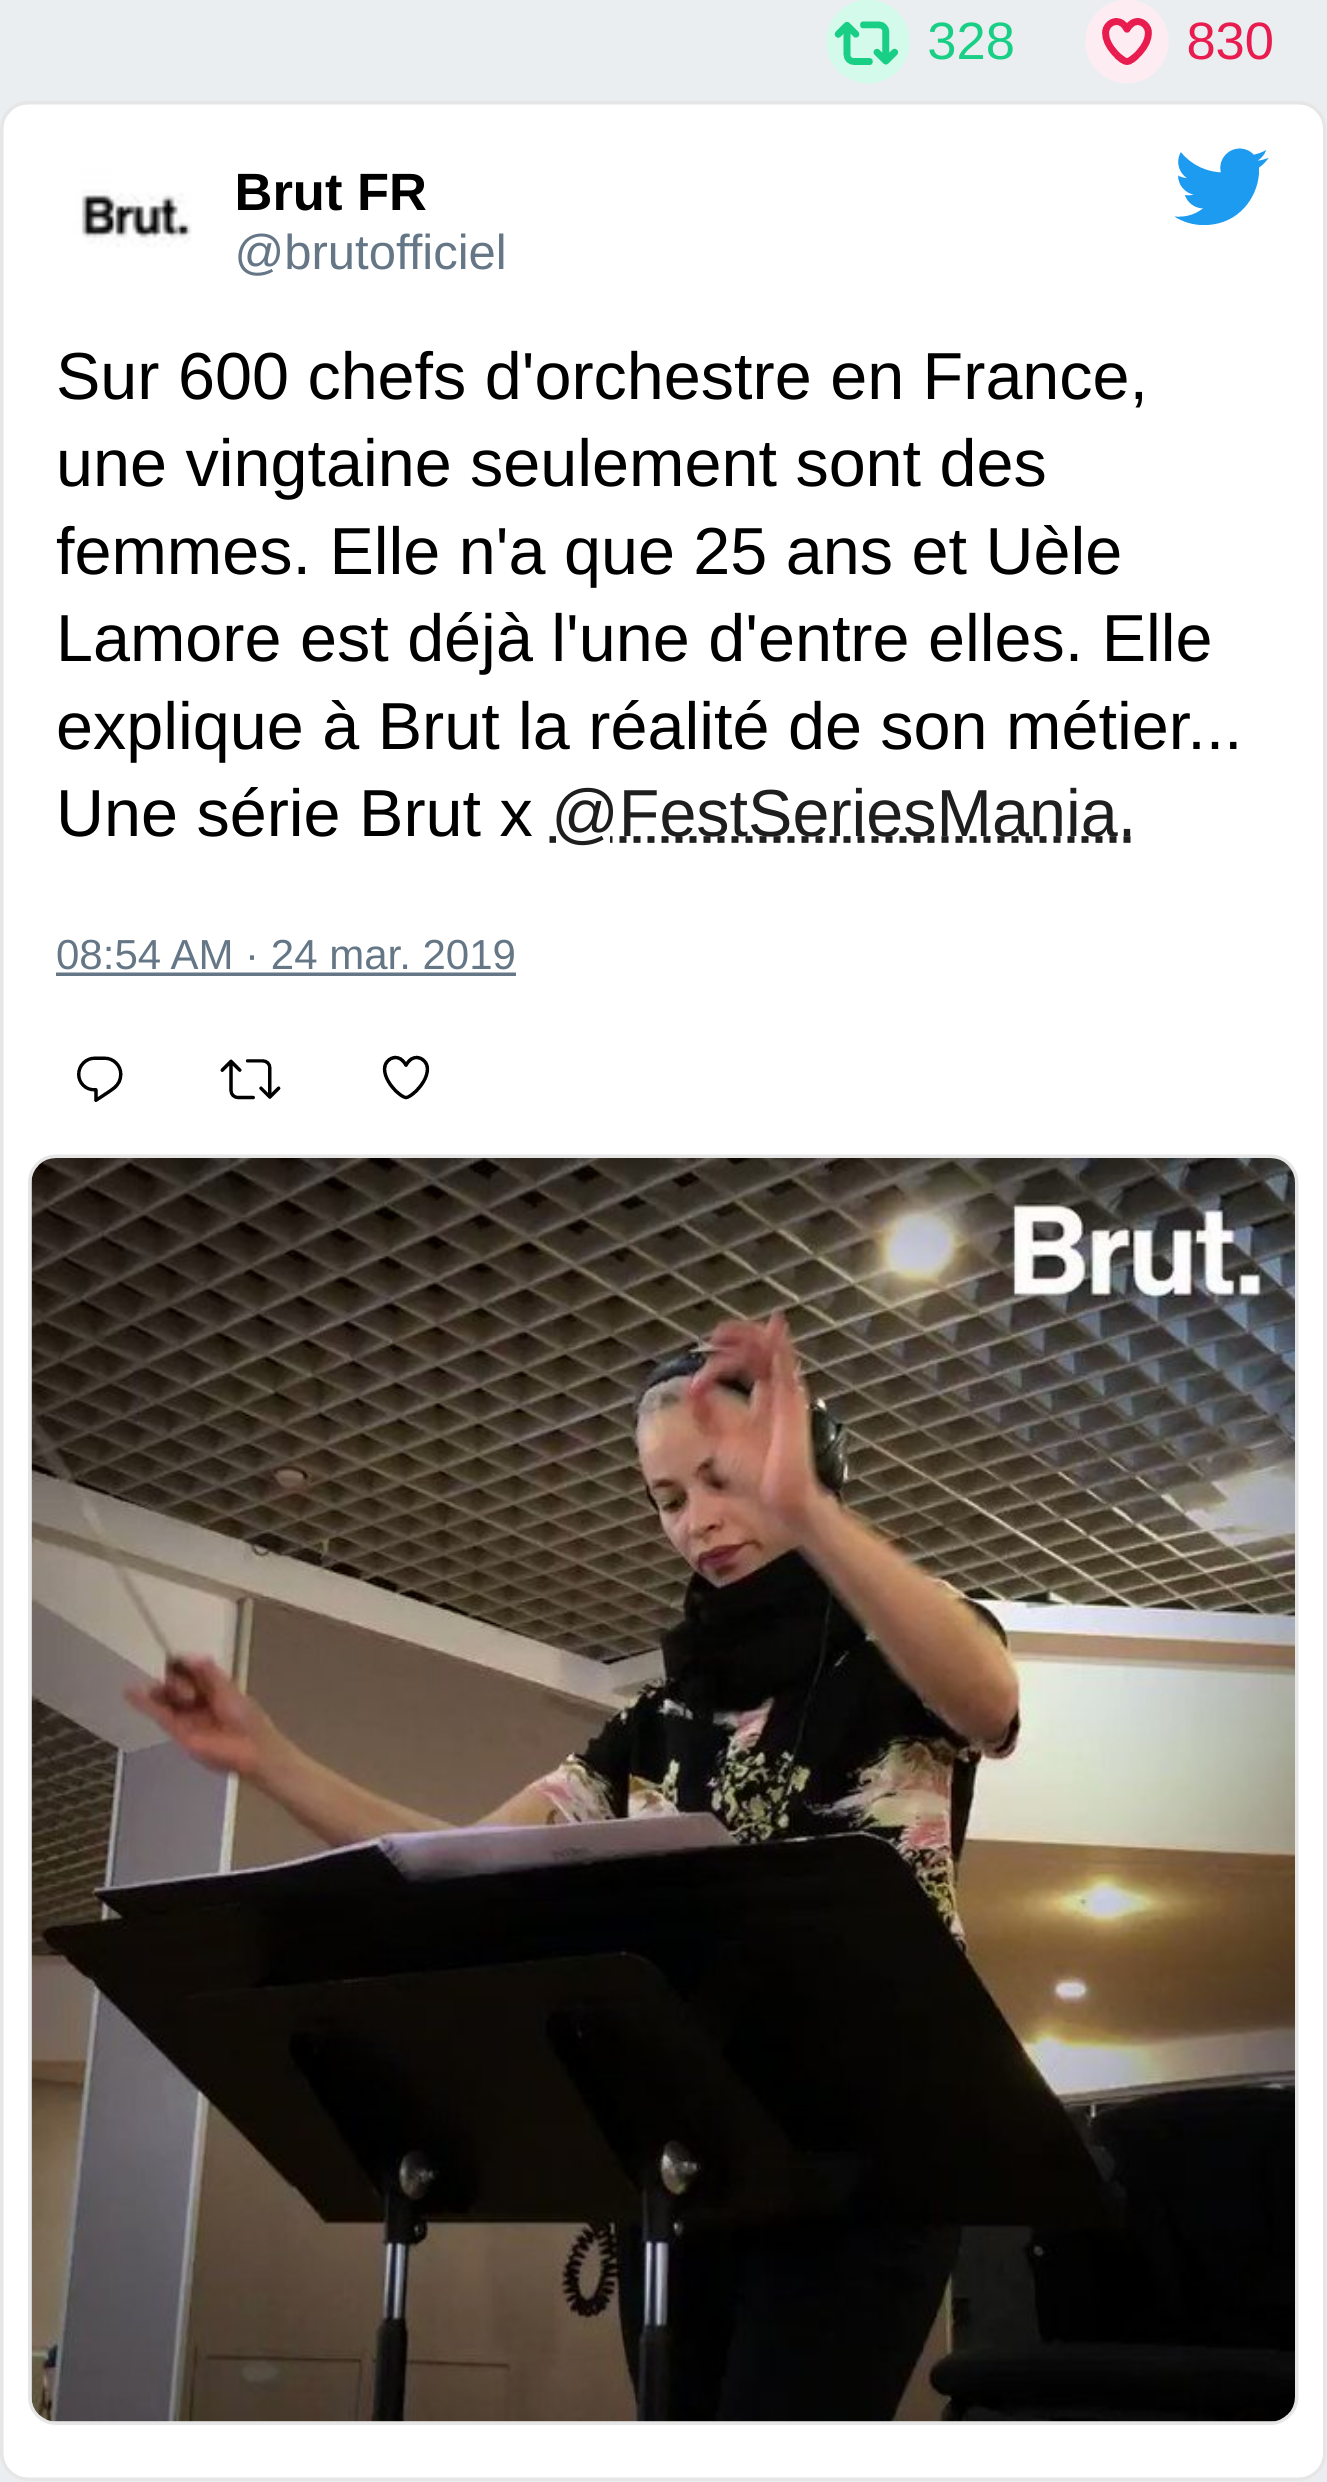 328 830
Brut.
Brut FR
@brutofficiel
Sur 600 chefs d'orchestre en France,
une vingtaine seulement sont des
femmes. Elle n'a que 25 ans et Uèle
Lamore est déjà l'une d'entre elles. Elle
explique à Brut la réalité de son métier...
Une série Brut x @FestSeriesMania.
08:54 AM · 24 mar. 2019
Brut.